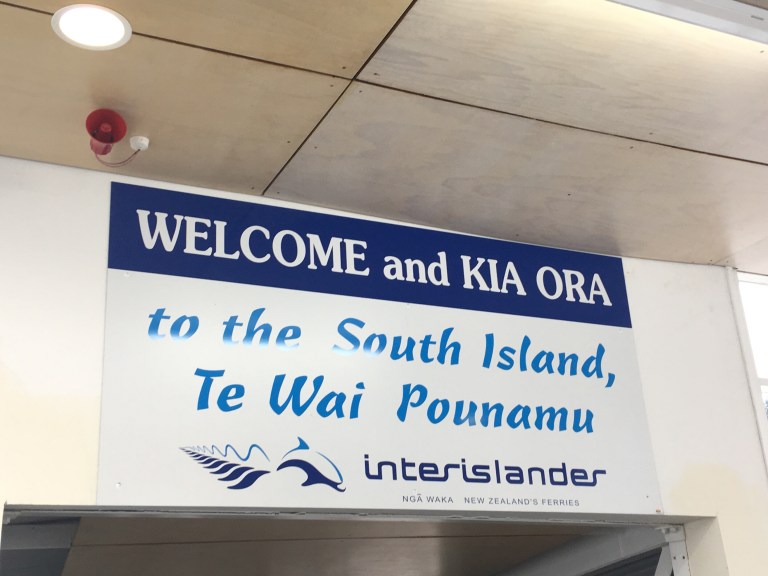 WELCOME and KIA ORA
to the South Island,
Te Wai Pounamu
interislander
NGĀ WAKA NEW ZEALAND'S FERRIES